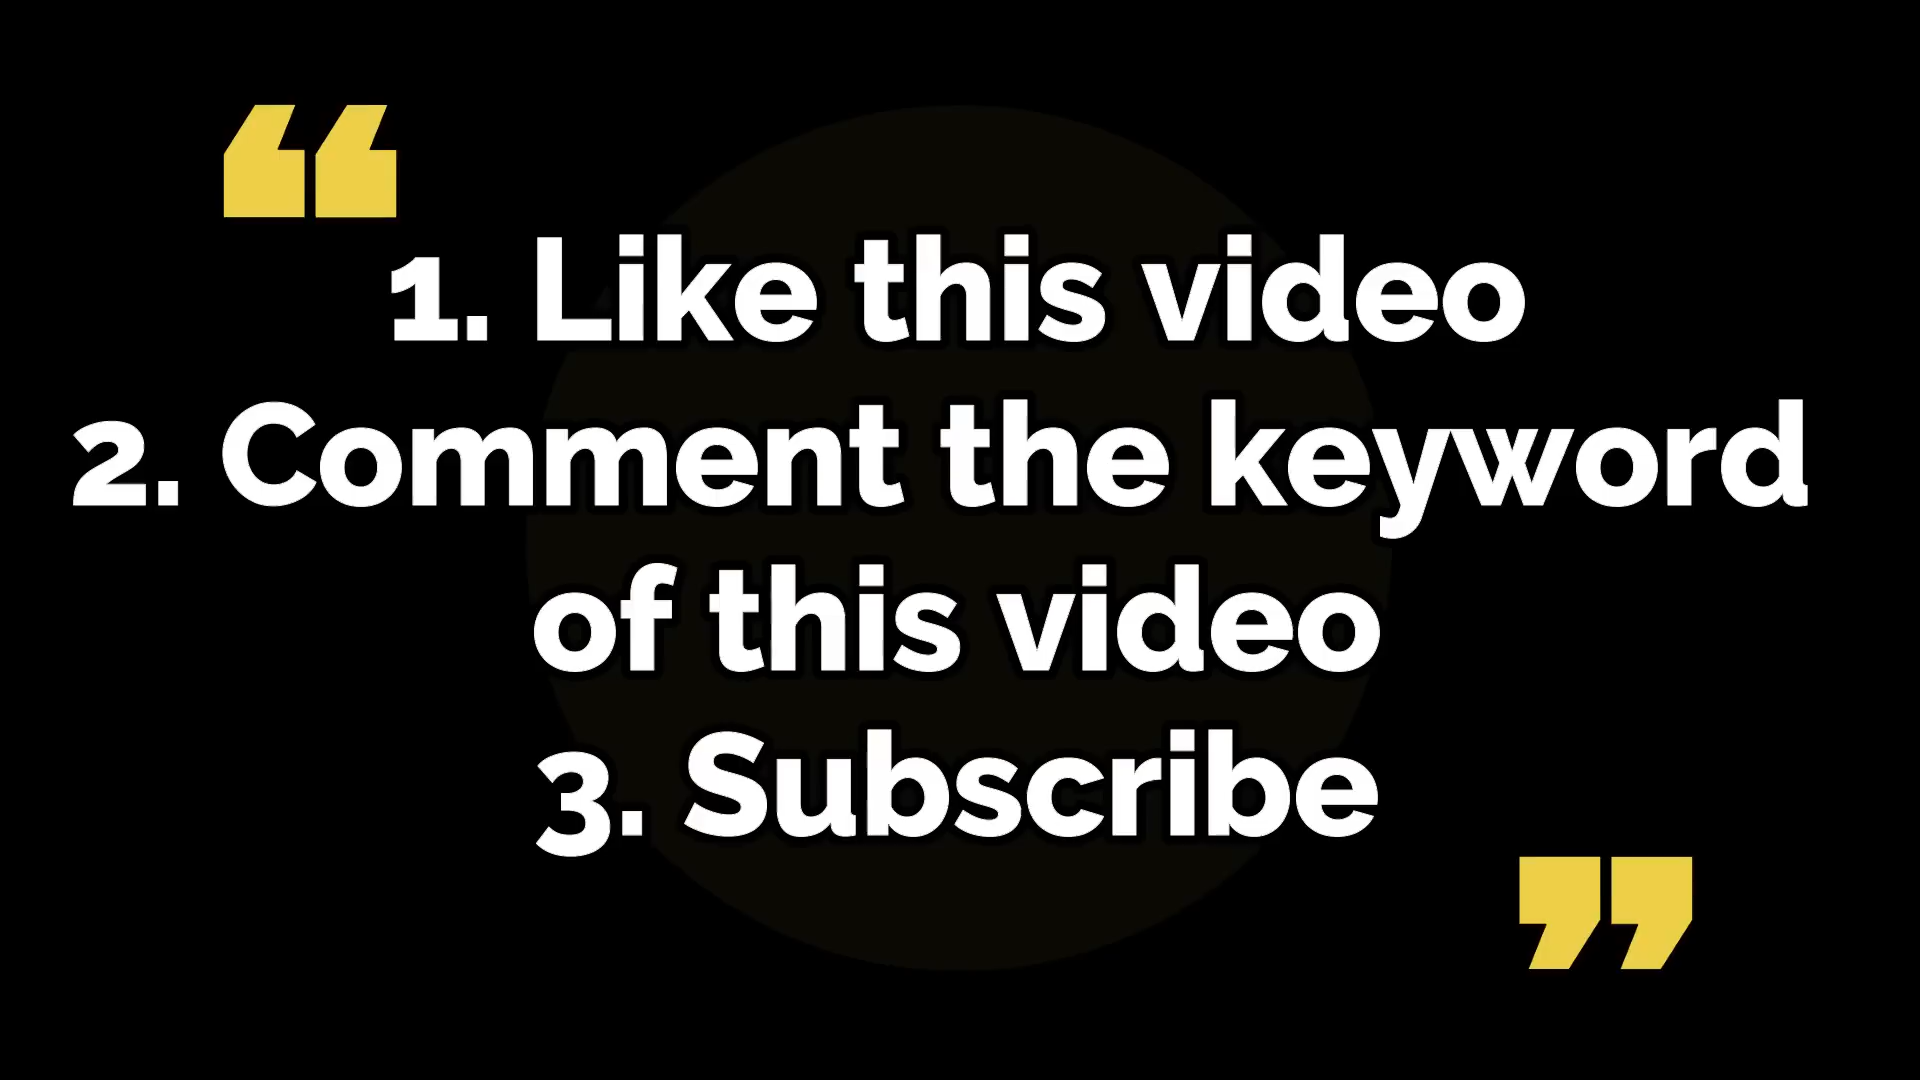 “
1. Like this video
2. Comment the keyword
of this video
3. Subscribe
”